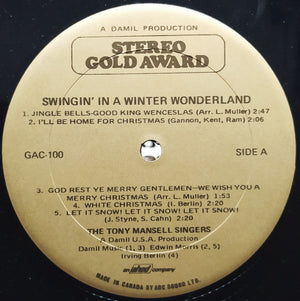 A DAMIL PRODUCTION
STEREO
GOLD AWARD
SWINGIN' IN A WINTER WONDERLAND
1. JINGLE BELLS-GOOD KING WENCESLAS (Arr. L. Muller) 2:47
2. I'LL BE HOME FOR CHRISTMAS (Gannon, Kent, Ram) 2:06
GAC-100
SIDE A
3. GOD REST YE MERRY GENTLEMEN-WE WISH YOU A
MERRY CHRISTMAS (Arr. L. Muller) 1:53
4. WHITE CHRISTMAS (I. Berlin) 2:20
5. LET IT SNOW! LET IT SNOW! LET IT SNOW!
(J. Styne, S. Cahn) 2:05
THE TONY MANSELL SINGERS
A Damil U.S.A. Production
Damil Music (1, 3) Edwin Morris (2, 5)
Irving Berlin (4)
an company
MADE IN CANADA BY ARC SOUND LTD.